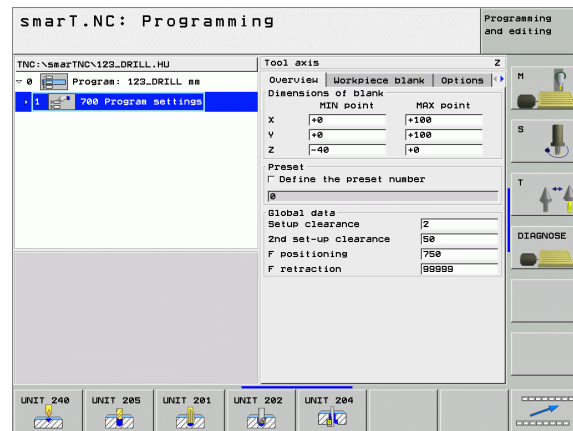 smarT.NC: Programming
Programming
and editing
TNC:\smarTNC\123_DRILL.HU
0 Program: 123_DRILL mm
1 700 Program settings
Tool axis Z
Overview Workpiece blank Options
Dimensions of blank
MIN point MAX point
X +0 +100
Y +0 +100
Z -40 +0
Preset
Define the preset number
0
Global data
Setup clearance 2
2nd set-up clearance 50
F positioning 750
F retraction 99999
M
S
T
DIAGNOSE
UNIT 240 UNIT 205 UNIT 201 UNIT 202 UNIT 204